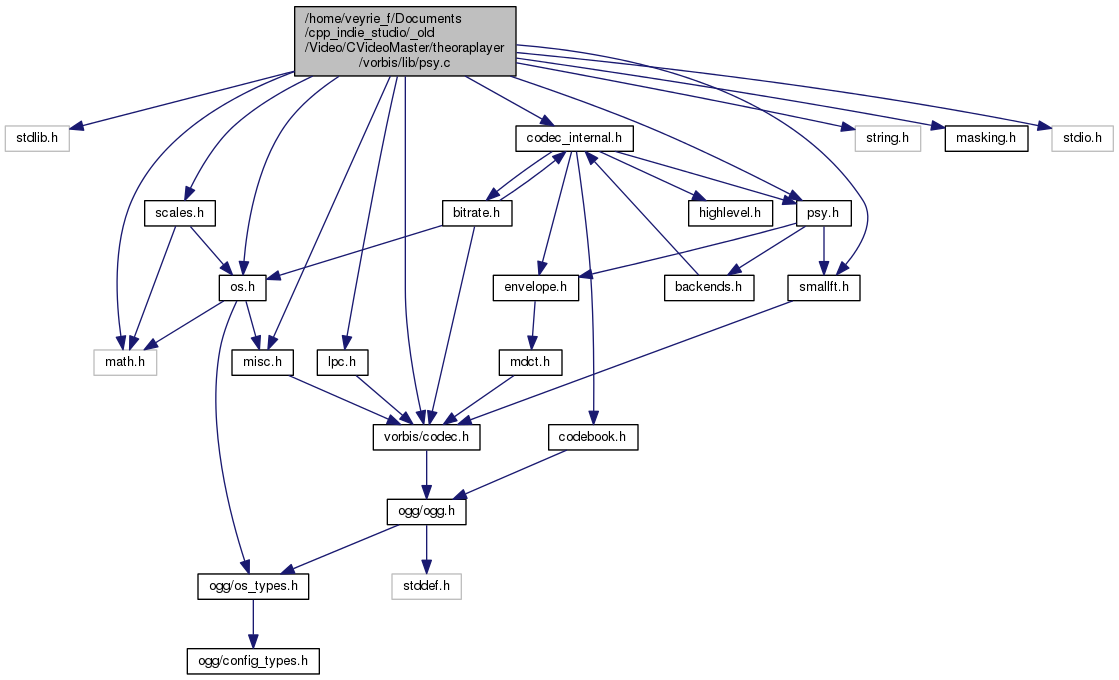 /home/veyrie_f/Documents
/cpp_indie_studio/_old
/Video/CVideoMaster/theoraplayer
/vorbis/lib/psy.c
stdlib.h
codec_internal.h
string.h
masking.h
stdio.h
scales.h
bitrate.h
highlevel.h
psy.h
os.h
envelope.h
backends.h
smallft.h
math.h
misc.h
lpc.h
mdct.h
vorbis/codec.h
codebook.h
ogg/ogg.h
ogg/os_types.h
stddef.h
ogg/config_types.h